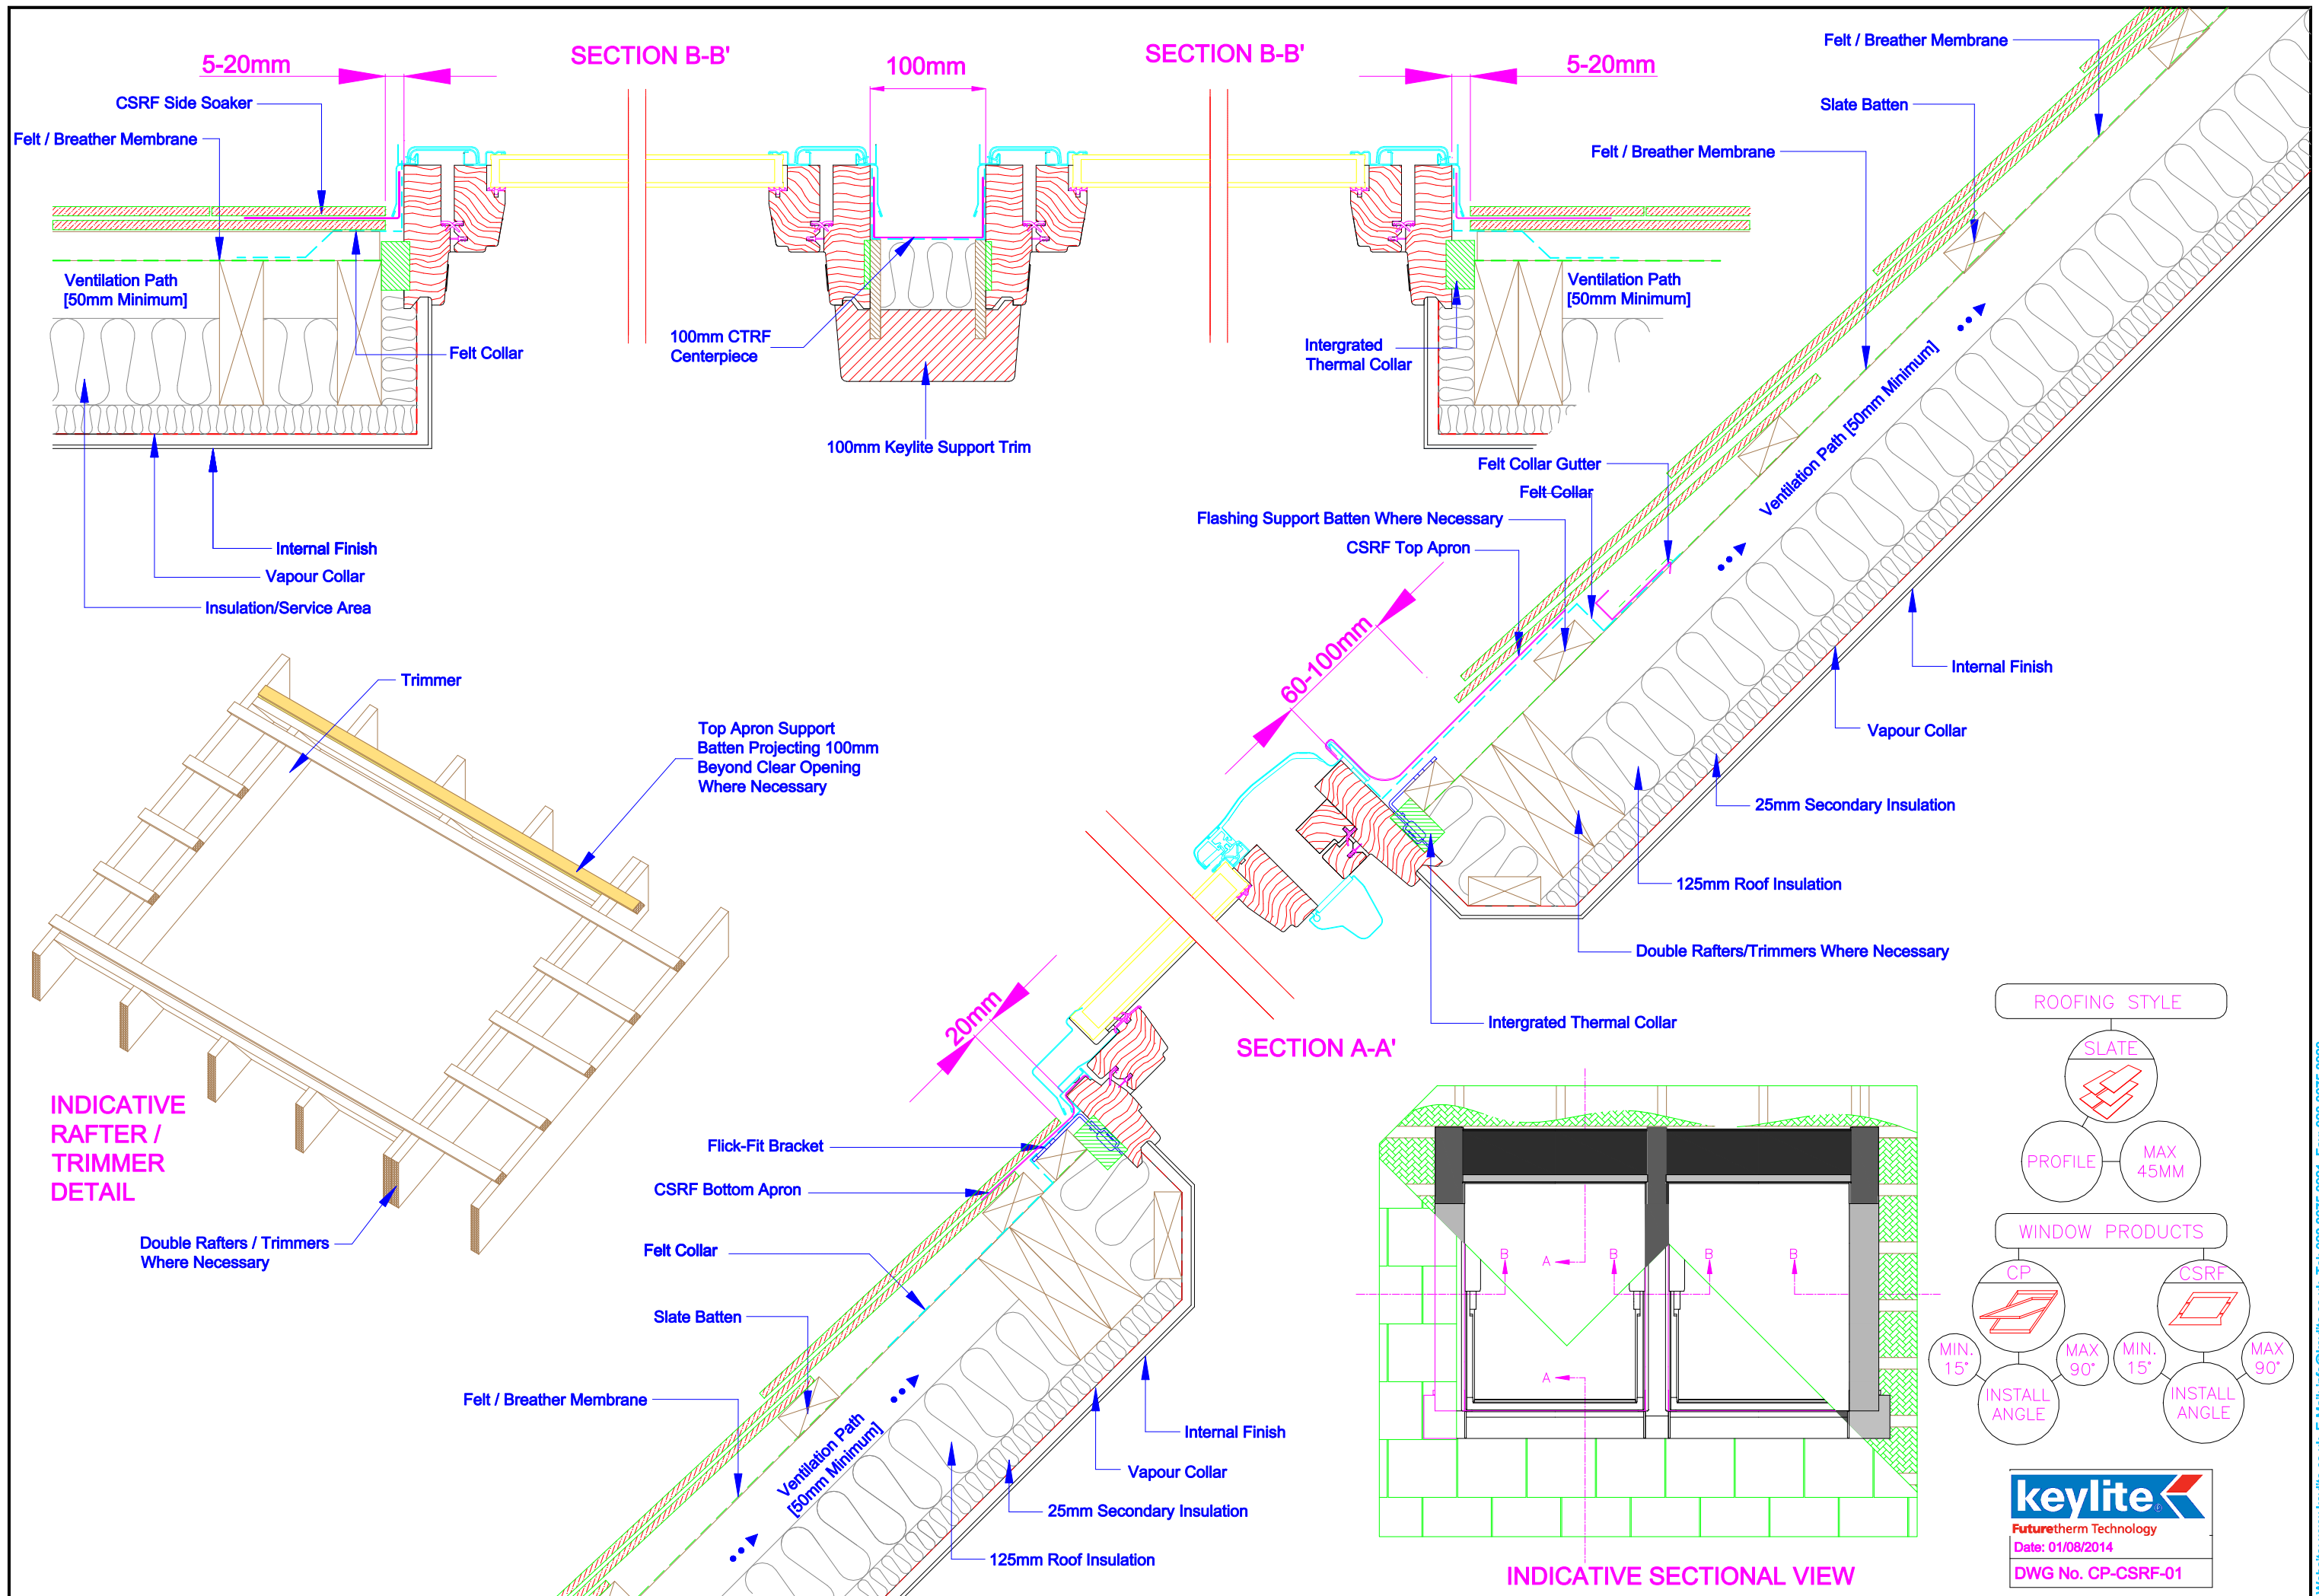 SECTION B-B'
SECTION B-B'
5-20mm
100mm
5-20mm
CSRF Side Soaker
Felt / Breather Membrane
Ventilation Path
[50mm Minimum]
Felt Collar
Internal Finish
Vapour Collar
Insulation/Service Area
100mm CTRF
Centerpiece
100mm Keylite Support Trim
Intergrated
Thermal Collar
Ventilation Path
[50mm Minimum]
Felt / Breather Membrane
Slate Batten
Felt / Breather Membrane
Ventilation Path [50mm Minimum]
Felt Collar Gutter
Felt Collar
Flashing Support Batten Where Necessary
CSRF Top Apron
60-100mm
Internal Finish
Vapour Collar
25mm Secondary Insulation
125mm Roof Insulation
Double Rafters/Trimmers Where Necessary
Intergrated Thermal Collar
SECTION A-A'
Trimmer
Top Apron Support
Batten Projecting 100mm
Beyond Clear Opening
Where Necessary
INDICATIVE
RAFTER /
TRIMMER
DETAIL
Double Rafters / Trimmers
Where Necessary
20mm
Flick-Fit Bracket
CSRF Bottom Apron
Felt Collar
Slate Batten
Felt / Breather Membrane
Ventilation Path
[50mm Minimum]
Internal Finish
Vapour Collar
25mm Secondary Insulation
125mm Roof Insulation
B
A
B
B
B
A
INDICATIVE SECTIONAL VIEW
ROOFING STYLE
SLATE
PROFILE
MAX
45MM
WINDOW PRODUCTS
CP
CSRF
MIN.
15°
MAX
90°
MIN.
15°
MAX
90°
INSTALL
ANGLE
INSTALL
ANGLE
keylite
Futuretherm Technology
Date: 01/08/2014
DWG No. CP-CSRF-01